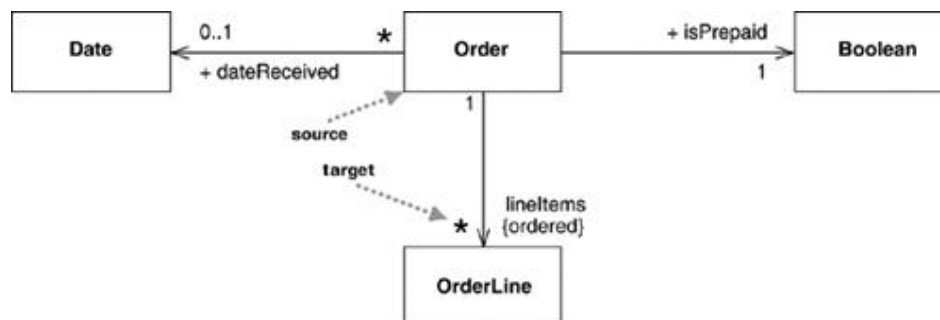 0..1
*
+ isPrepaid
Date
Order
Boolean
+ dateReceived
1
1
source
target
lineItems
*
{ordered}
OrderLine